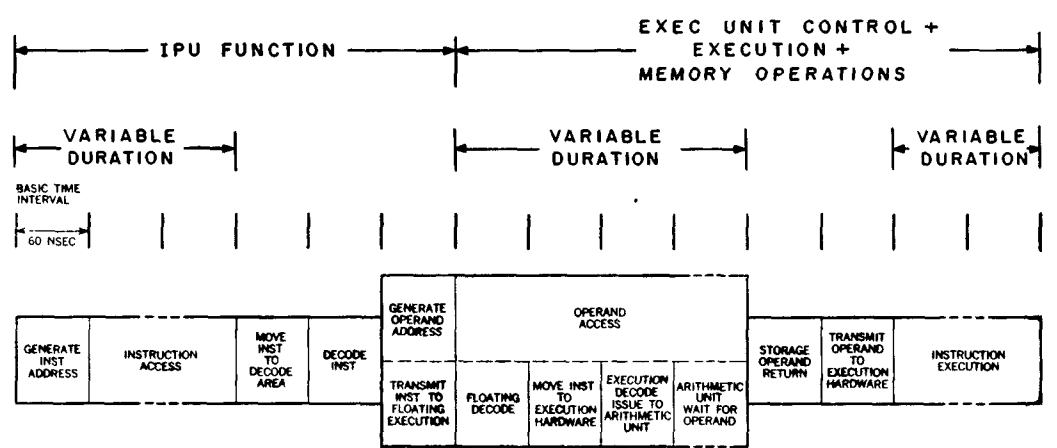 IPU FUNCTION
EXEC UNIT CONTROL +
EXECUTION +
MEMORY OPERATIONS
VARIABLE
DURATION
VARIABLE
DURATION
VARIABLE
DURATION
BASIC TIME
INTERVAL
60 NSEC
GENERATE
INST
ADDRESS
INSTRUCTION
ACCESS
MOVE
INST
TO
DECODE
AREA
DECODE
INST
GENERATE
OPERAND
ADDRESS
OPERAND
ACCESS
TRANSMIT
INST TO
FLOATING
EXECUTION
FLOATING
DECODE
MOVE INST
TO
EXECUTION
HARDWARE
EXECUTION
DECODE
ISSUE TO
ARITHMETIC
UNIT
ARITHMETIC
UNIT
WAIT FOR
OPERAND
STORAGE
OPERAND
RETURN
TRANSMIT
OPERAND
TO
EXECUTION
HARDWARE
INSTRUCTION
EXECUTION